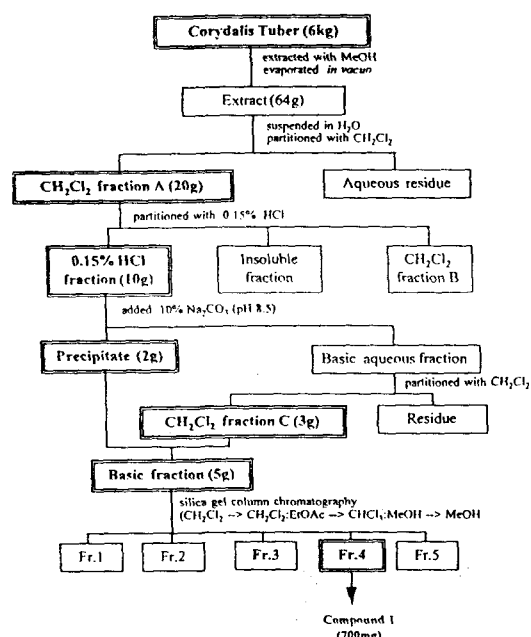 Corydalis Tuber (6kg)
extracted with MeOH
evaporated in vacuo
Extract (64g)
suspended in H₂O
partitioned with CH₂Cl₂
CH₂Cl₂ fraction A (20g)
Aqueous residue
partitioned with 0.15% HCl
0.15% HCl
fraction (10g)
Insoluble
fraction
CH₂Cl₂
fraction B
added 10% Na₂CO₃ (pH 8.5)
Precipitate (2g)
Basic aqueous fraction
partitioned with CH₂Cl₂
CH₂Cl₂ fraction C (3g)
Residue
Basic fraction (5g)
silica gel column chromatography
(CH₂Cl₂ --> CH₂Cl₂:EtOAc --> CHCl₃:MeOH --> MeOH
Fr.1
Fr.2
Fr.3
Fr.4
Fr.5
Compound 1
(700mg)